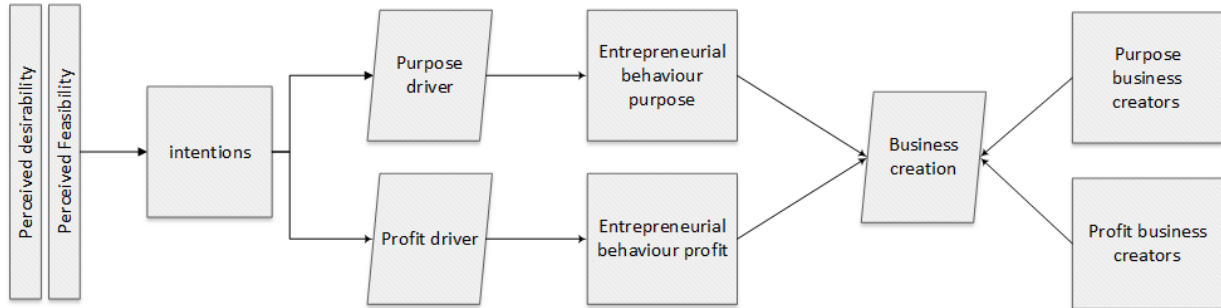 Perceived desirability
Perceived Feasibility
intentions
Purpose
driver
Profit driver
Entrepreneurial
behaviour
purpose
Entrepreneurial
behaviour profit
Business
creation
Purpose
business
creators
Profit business
creators